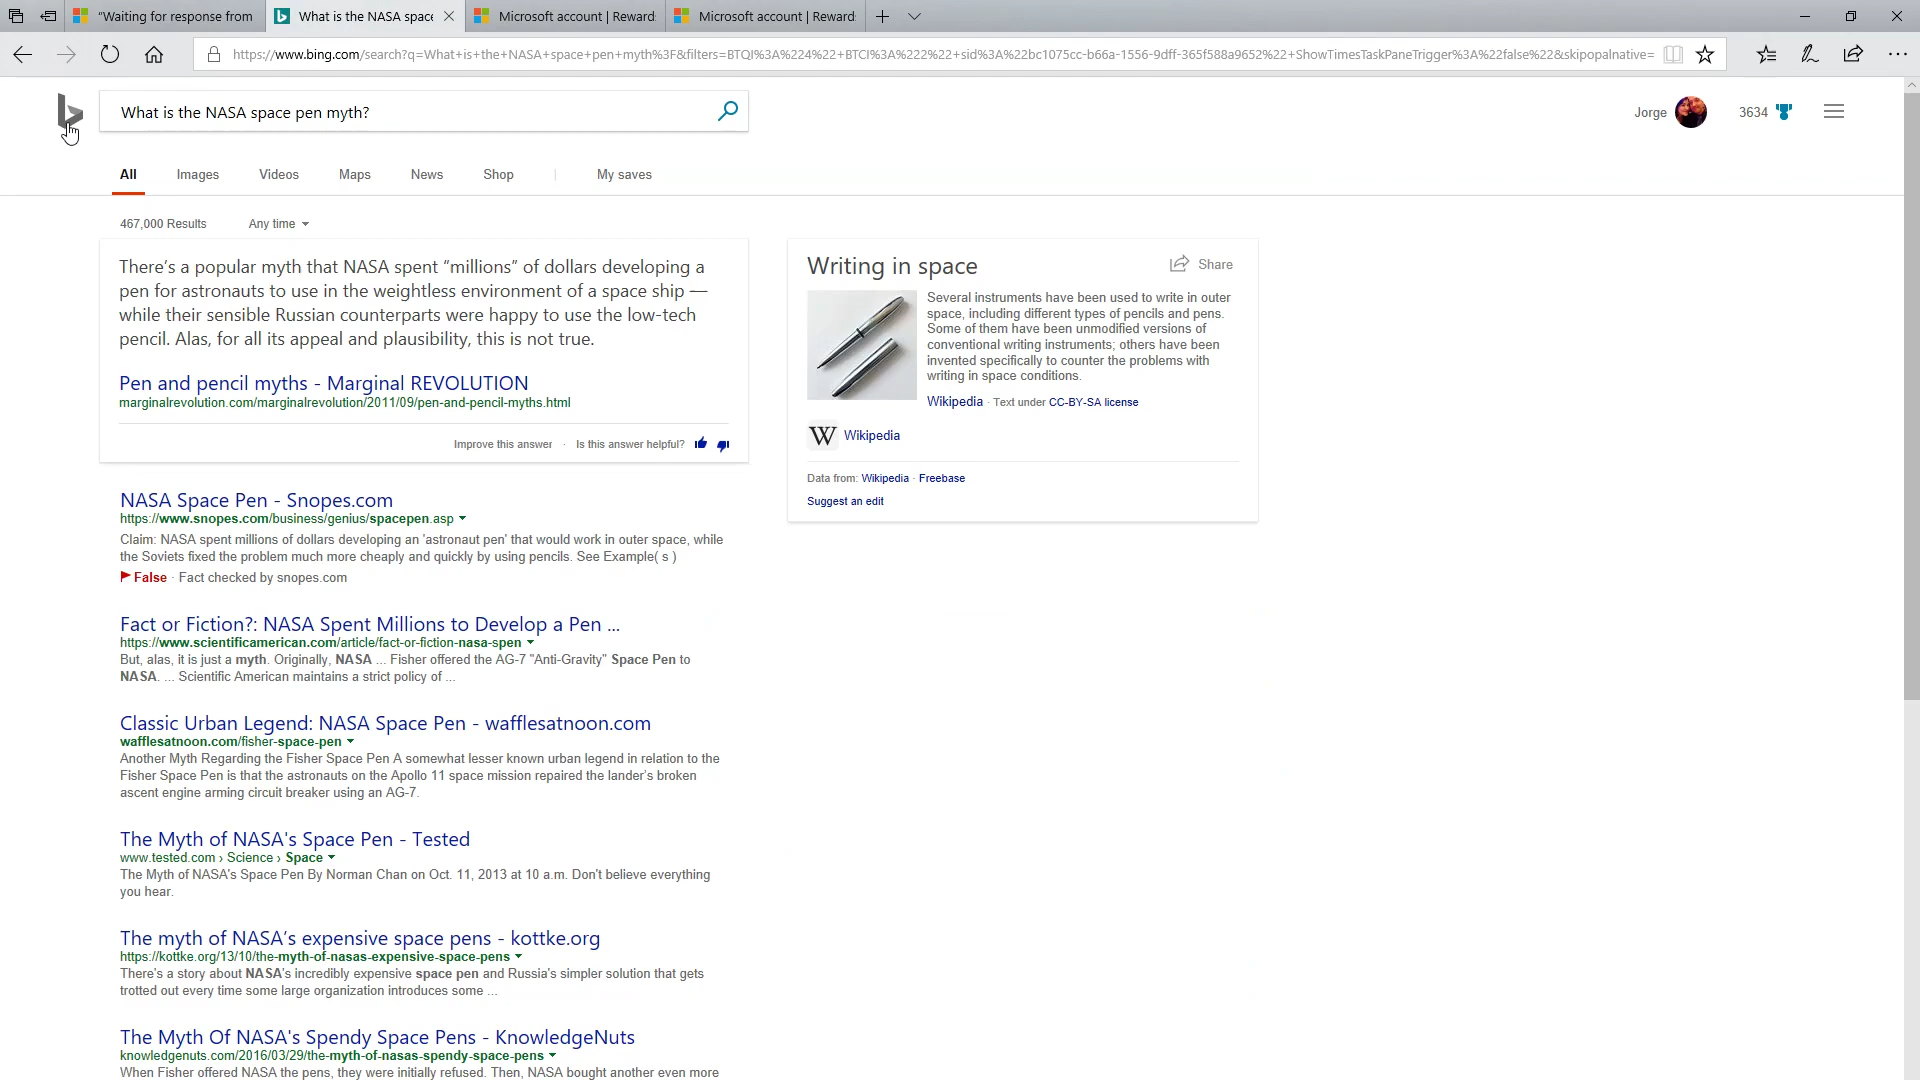 "Waiting for response from
What is the NASA space
Microsoft account | Reward
Microsoft account | Reward
https://www.bing.com/search?q=What+is+the+NASA+space+pen+myth%3F&filters=BTQI%3A%224%22+BTCI%3A%222%22+sid%3A%22bc1075cc-b66a-1556-9dff-365f588a9652%22+ShowTimesTaskPaneTrigger%3A%22false%22&skipopalnative=
What is the NASA space pen myth?
Jorge
3634
All
Images
Videos
Maps
News
Shop
My saves
467,000 Results
Any time
There's a popular myth that NASA spent “millions” of dollars developing a
pen for astronauts to use in the weightless environment of a space ship —
while their sensible Russian counterparts were happy to use the low-tech
pencil. Alas, for all its appeal and plausibility, this is not true.
Pen and pencil myths - Marginal REVOLUTION
marginalrevolution.com/marginalrevolution/2011/09/pen-and-pencil-myths.html
Improve this answer · Is this answer helpful?
NASA Space Pen - Snopes.com
https://www.snopes.com/business/genius/spacepen.asp
Claim: NASA spent millions of dollars developing an 'astronaut pen' that would work in outer space, while
the Soviets fixed the problem much more cheaply and quickly by using pencils. See Example( s )
False · Fact checked by snopes.com
Fact or Fiction?: NASA Spent Millions to Develop a Pen ...
https://www.scientificamerican.com/article/fact-or-fiction-nasa-spen
But, alas, it is just a myth. Originally, NASA ... Fisher offered the AG-7 "Anti-Gravity" Space Pen to
NASA. ... Scientific American maintains a strict policy of ...
Classic Urban Legend: NASA Space Pen - wafflesatnoon.com
wafflesatnoon.com/fisher-space-pen
Another Myth Regarding the Fisher Space Pen A somewhat lesser known urban legend in relation to the
Fisher Space Pen is that the astronauts on the Apollo 11 space mission repaired the lander's broken
ascent engine arming circuit breaker using an AG-7.
The Myth of NASA's Space Pen - Tested
www.tested.com › Science › Space
The Myth of NASA's Space Pen By Norman Chan on Oct. 11, 2013 at 10 a.m. Don't believe everything
you hear.
The myth of NASA’s expensive space pens - kottke.org
https://kottke.org/13/10/the-myth-of-nasas-expensive-space-pens
There's a story about NASA's incredibly expensive space pen and Russia's simpler solution that gets
trotted out every time some large organization introduces some ...
The Myth Of NASA's Spendy Space Pens - KnowledgeNuts
knowledgenuts.com/2016/03/29/the-myth-of-nasas-spendy-space-pens
When Fisher offered NASA the pens, they were initially refused. Then, NASA bought another even more
Writing in space
Share
Several instruments have been used to write in outer
space, including different types of pencils and pens.
Some of them have been unmodified versions of
conventional writing instruments; others have been
invented specifically to counter the problems with
writing in space conditions.
Wikipedia · Text under CC-BY-SA license
W Wikipedia
Data from: Wikipedia · Freebase
Suggest an edit